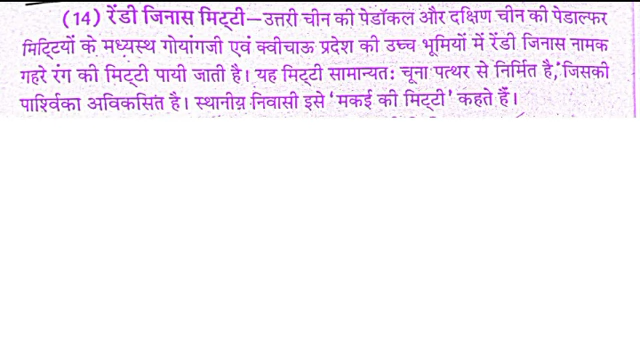 (14) रेंडी जिनास मिट्टी—उत्तरी चीन की पेडॉकल और दक्षिण चीन की पेडाल्फर
मिट्टियों के मध्यस्थ गोयांगजी एवं क्वीचाऊ प्रदेश की उच्च भूमियों में रेंडी जिनास नामक
गहरे रंग की मिट्टी पायी जाती है। यह मिट्टी सामान्यतः चूना पत्थर से निर्मित है, जिसकी
पार्श्विका अविकसित है। स्थानीय निवासी इसे ‘मकई की मिट्टी’ कहते हैं।